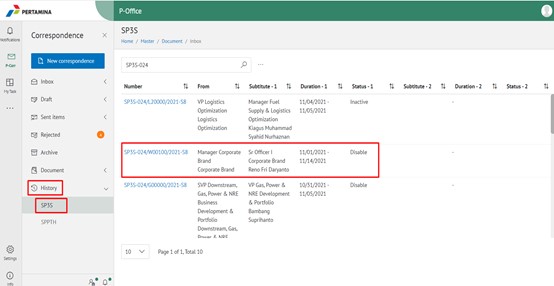 PERTAMINA
P-Office
Notifications
P-Corr
My Task
Settings
Info
Correspondence
New correspondence
Inbox
Draft
Sent items
Rejected
Archive
Document
History
SP3S
SPPTH
SP3S
Home / Master / Document / Inbox
SP3S-024
Number From Subtitute - 1 Duration - 1 Status - 1 Subtitute - 2 Duration - 2 Status - 2
SP3S-024/L20000/2021-S8 VP Logistics Manager Fuel 11/04/2021 - Inactive -
Optimization Supply & Logistics 11/05/2021
Logistics Optimization
Optimization Kiagus Muhammad
Syahid Nurhaznan
SP3S-024/W00100/2021-S8 Manager Corporate Sr Officer I 11/01/2021 - Disable -
Brand Corporate Brand 11/14/2021
Corporate Brand Reno Fri Daryanto
SP3S-024/G00000/2021-S8 SVP Downstream, VP Gas, Power & 10/31/2021 - Disable -
Gas, Power & NRE NRE Development 11/05/2021
Business & Portfolio
Development & Bambang
Portfolio Suprihanto
Downstream, Gas,
Power & NRE
10 Page 1 of 1, Total 10